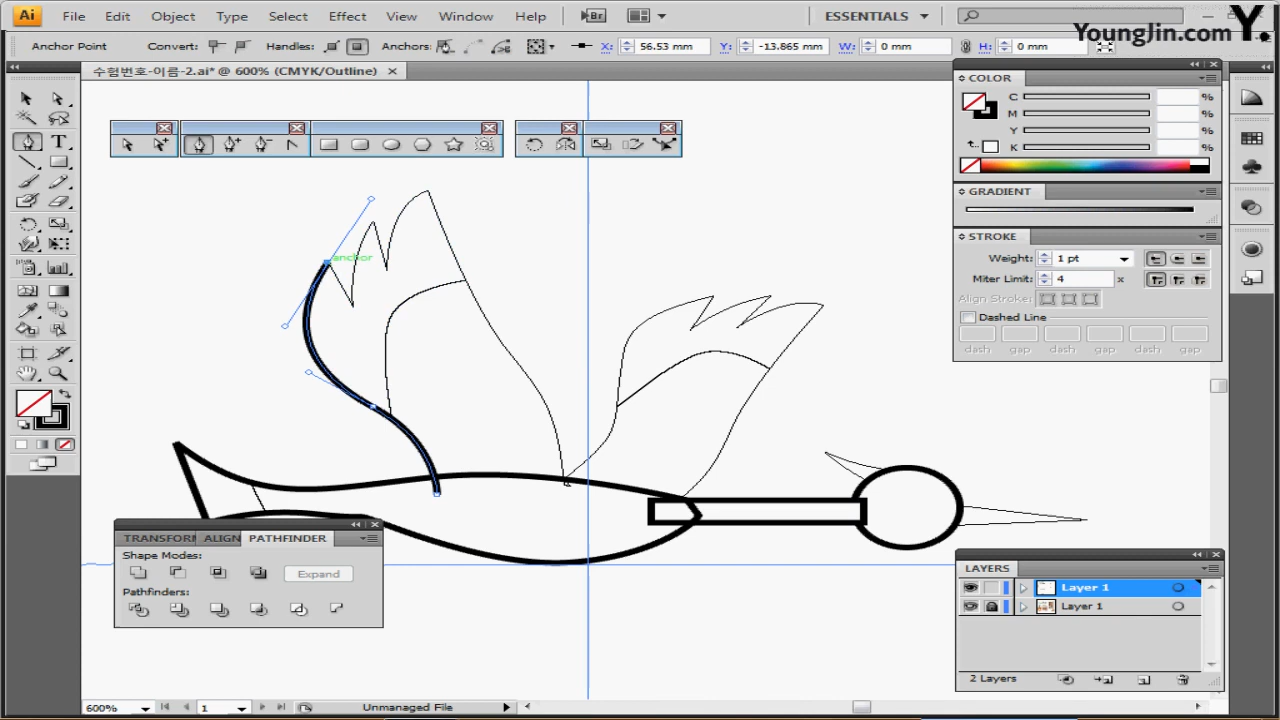 Ai File Edit Object Type Select Effect View Window Help Br ESSENTIALS
YoungJin.com Y.
Anchor Point Convert: Handles: Anchors: X: 56.53 mm Y: -13.865 mm W: 0 mm H: 0 mm
수험번호-이름-2.ai* @ 600% (CMYK/Outline)
COLOR
C %
M %
Y %
K %
GRADIENT
STROKE
Weight: 1 pt
Miter Limit: 4 x
Align Stroke:
Dashed Line
dash gap dash gap dash gap
anchor
TRANSFORM ALIGN PATHFINDER
Shape Modes:
Expand
Pathfinders:
LAYERS
Layer 1
Layer 1
2 Layers
600% 1 Unmanaged File